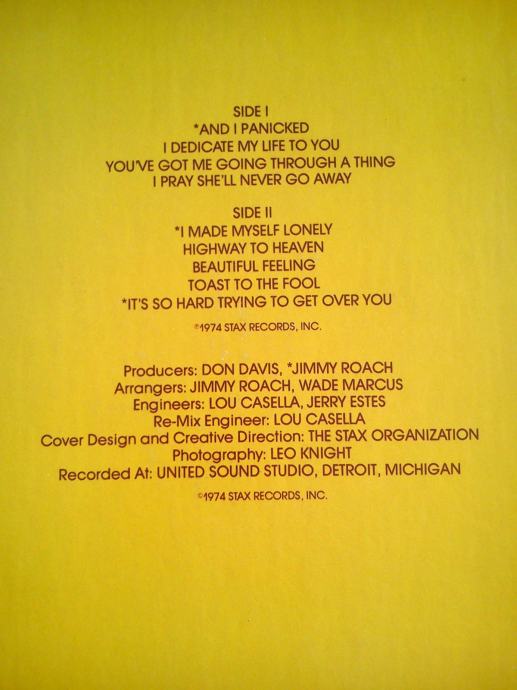 SIDE I
*AND I PANICKED
I DEDICATE MY LIFE TO YOU
YOU'VE GOT ME GOING THROUGH A THING
I PRAY SHE'LL NEVER GO AWAY
SIDE II
*I MADE MYSELF LONELY
HIGHWAY TO HEAVEN
BEAUTIFUL FEELING
TOAST TO THE FOOL
*IT'S SO HARD TRYING TO GET OVER YOU
©1974 STAX RECORDS, INC.
Producers: DON DAVIS, *JIMMY ROACH
Arrangers: JIMMY ROACH, WADE MARCUS
Engineers: LOU CASELLA, JERRY ESTES
Re-Mix Engineer: LOU CASELLA
Cover Design and Creative Direction: THE STAX ORGANIZATION
Photography: LEO KNIGHT
Recorded At: UNITED SOUND STUDIO, DETROIT, MICHIGAN
©1974 STAX RECORDS, INC.